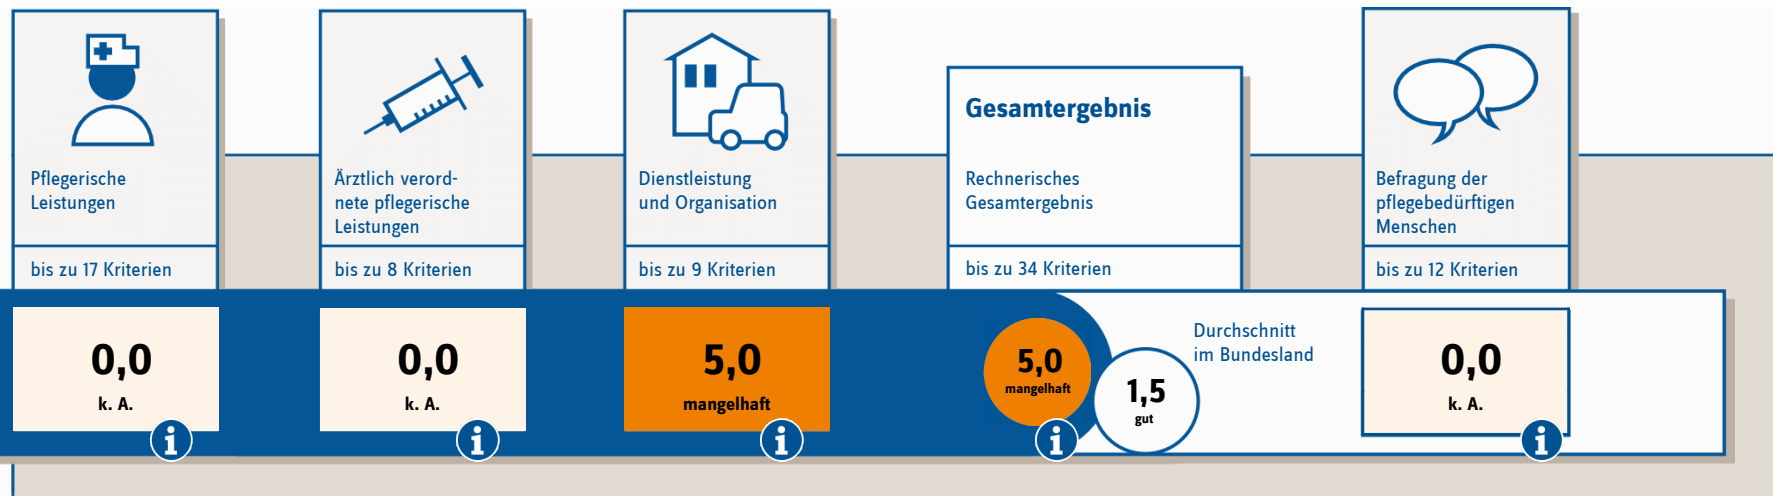 Pflegerische
Leistungen
bis zu 17 Kriterien
0,0
k. A.
i
Ärztlich verord-
nete pflegerische
Leistungen
bis zu 8 Kriterien
0,0
k. A.
i
Dienstleistung
und Organisation
bis zu 9 Kriterien
5,0
mangelhaft
i
Gesamtergebnis
Rechnerisches
Gesamtergebnis
bis zu 34 Kriterien
5,0
mangelhaft
i
1,5
gut
Durchschnitt
im Bundesland
Befragung der
pflegebedürftigen
Menschen
bis zu 12 Kriterien
0,0
k. A.
i